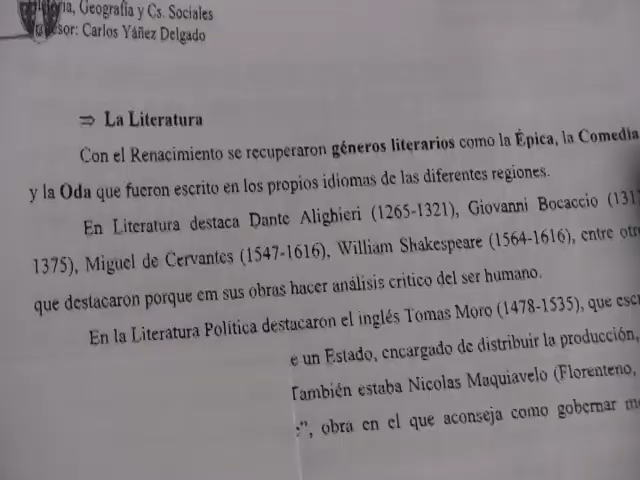 Geografía y Cs. Sociales
Carlos Yáñez Delgado
⇒ La Literatura
Con el Renacimiento se recuperaron géneros literarios como la Épica, la Comedia
y la Oda que fueron escrito en los propios idiomas de las diferentes regiones.
En Literatura destaca Dante Alighieri (1265-1321), Giovanni Bocaccio (131
1375), Miguel de Cervantes (1547-1616), William Shakespeare (1564-1616), entre otr
que destacaron porque em sus obras hacer análisis critico del ser humano.
En la Literatura Política destacaron el inglés Tomas Moro (1478-1535), que esc
e un Estado, encargado de distribuir la producción,
También estaba Nicolas Maquiavelo (Florenteno,
", obra en el que aconseja como gobernar